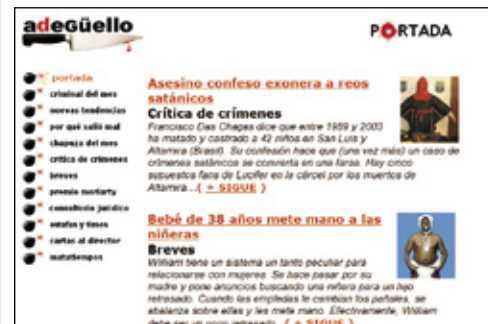 adeGüello
PORTADA
portada
criminal del mes
nuevas tendencias
por qué salió mal
chapuza del mes
crítica de crímenes
breves
premio moriarty
consultorio jurídico
estafas y timos
cartas al director
matatiempos
Asesino confeso exonera a reos
satánicos
Crítica de crímenes
Francisco Das Chagas dice que entre 1989 y 2003
ha matado y castrado a 42 niños en San Luis y
Altamira (Brasil). Su confesión hace que (una vez más) un caso de
crímenes satánicos se convierta en una farsa. Hay cinco
supuestos fans de Lucifer en la cárcel por los muertos de
Altamira...( + SIGUE )
Bebé de 38 años mete mano a las
niñeras
Breves
William tiene un sistema un tanto peculiar para
relacionarse con mujeres. Se hace pasar por su
madre y pone anuncios buscando una niñera para un hijo
retrasado. Cuando las empleadas le cambian los pañales, se
abalanza sobre ellas y les mete mano. Efectivamente, William
debe ser un poco retrasado...( + SIGUE )